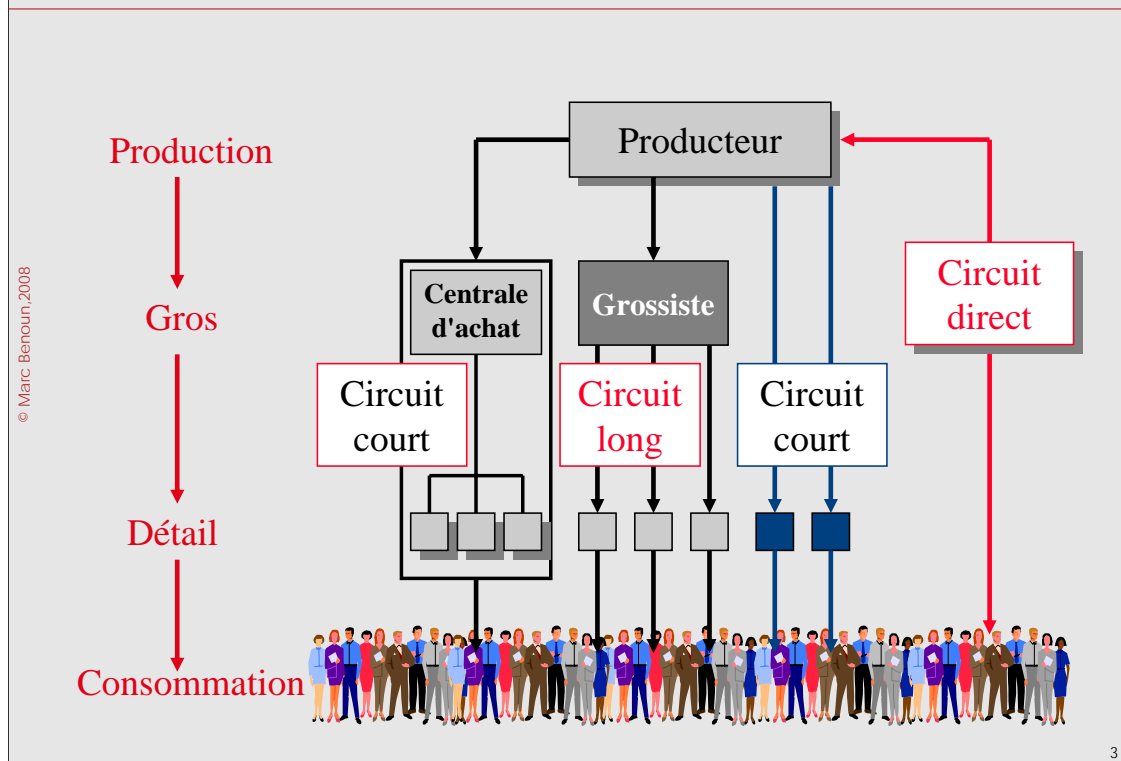 Production
Gros
Détail
Consommation
Producteur
Centrale
d'achat
Grossiste
Circuit
court
Circuit
long
Circuit
court
Circuit
direct
© Marc Benoun,2008
3